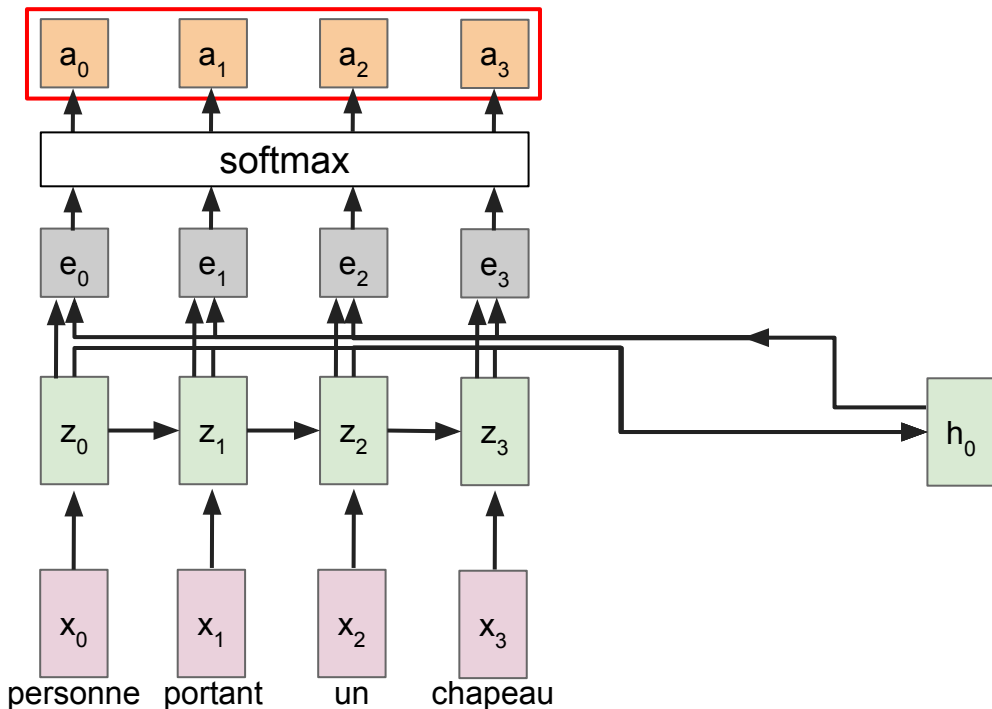 a₀ a₁ a₂ a₃
softmax
e₀ e₁ e₂ e₃
z₀ z₁ z₂ z₃ h₀
x₀ x₁ x₂ x₃
personne portant un chapeau